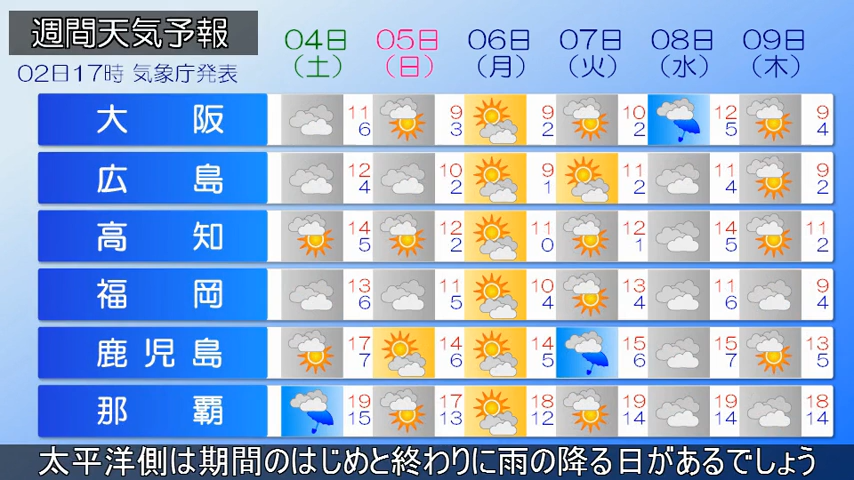 週間天気予報
02日17時 気象庁発表
04日 05日 06日 07日 08日 09日
（土） （日） （月） （火） （水） （木）
大阪 11 6 9 3 9 2 10 2 12 5 9 4
広島 12 4 10 2 9 1 11 2 11 4 9 2
高知 14 5 12 2 11 0 12 1 14 5 11 2
福岡 13 6 11 5 10 4 13 4 11 6 9 4
鹿児島 17 7 14 6 14 5 15 6 15 7 13 5
那覇 19 15 17 13 18 12 19 14 19 14 18 14
太平洋側は期間のはじめと終わりに雨の降る日があるでしょう